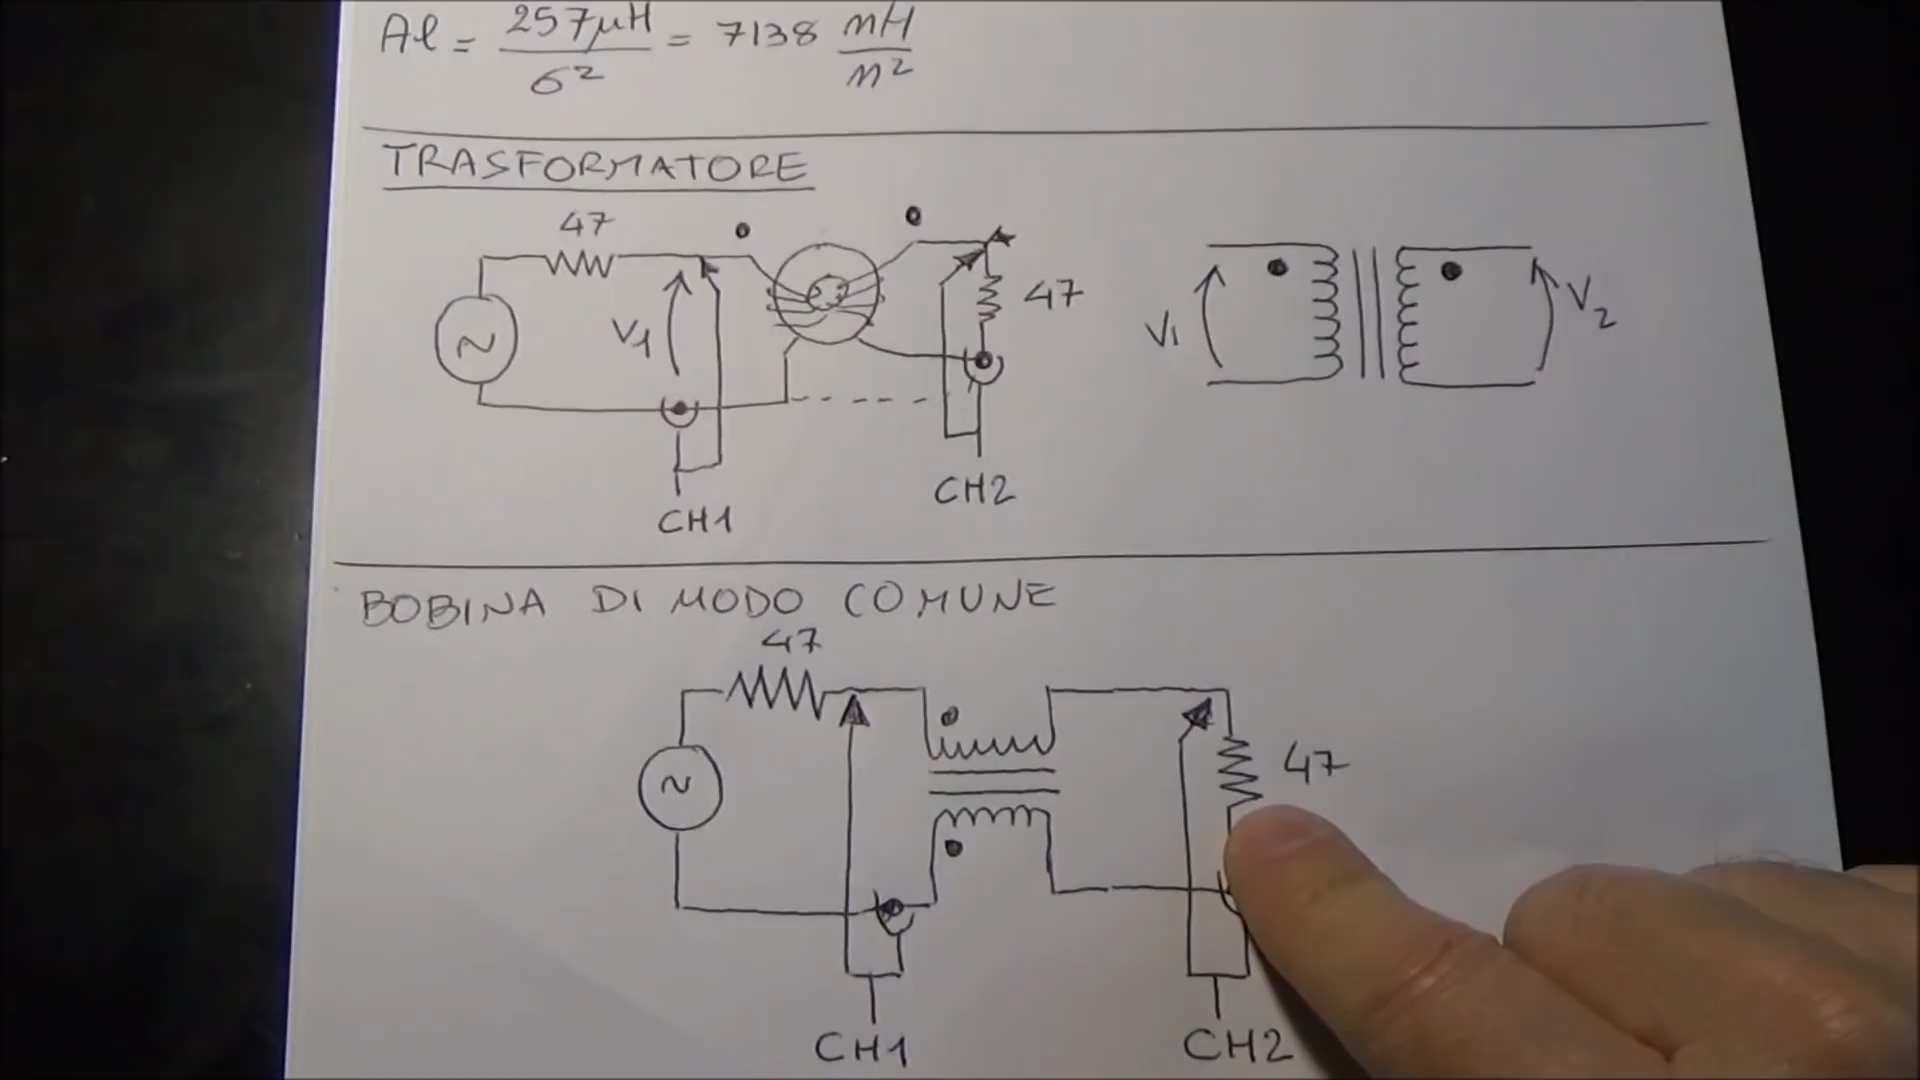 Al = 257µH / 6² = 7138 nH / n²
TRASFORMATORE
47
V1
47
CH1
CH2
V1
V2
BOBINA DI MODO COMUNE
47
47
CH1
CH2